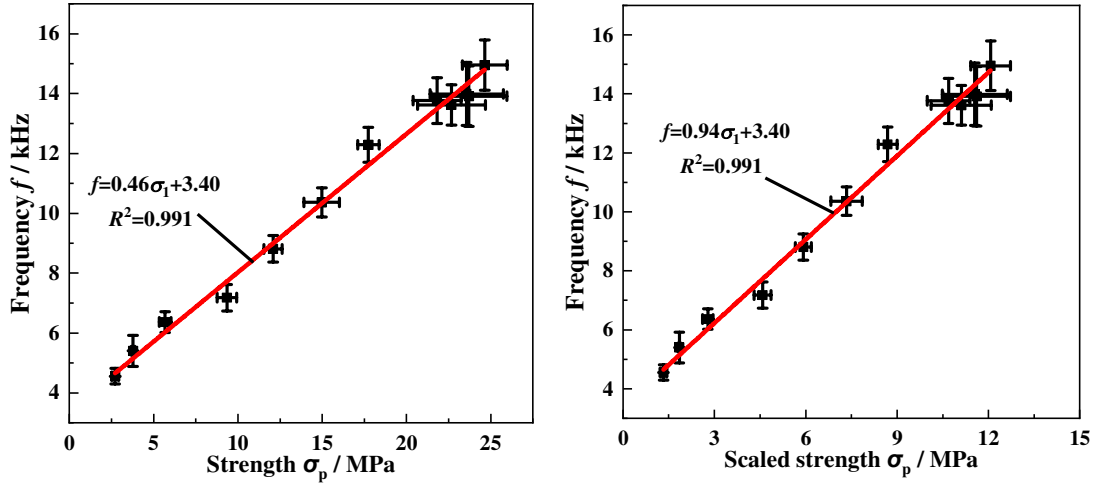 Frequency f / kHz
16
14
12
10
8
6
4
f=0.46σ₁+3.40
R²=0.991
0 5 10 15 20 25
Strength σp / MPa
Frequency f / kHz
16
14
12
10
8
6
4
f=0.94σ₁+3.40
R²=0.991
0 3 6 9 12 15
Scaled strength σp / MPa